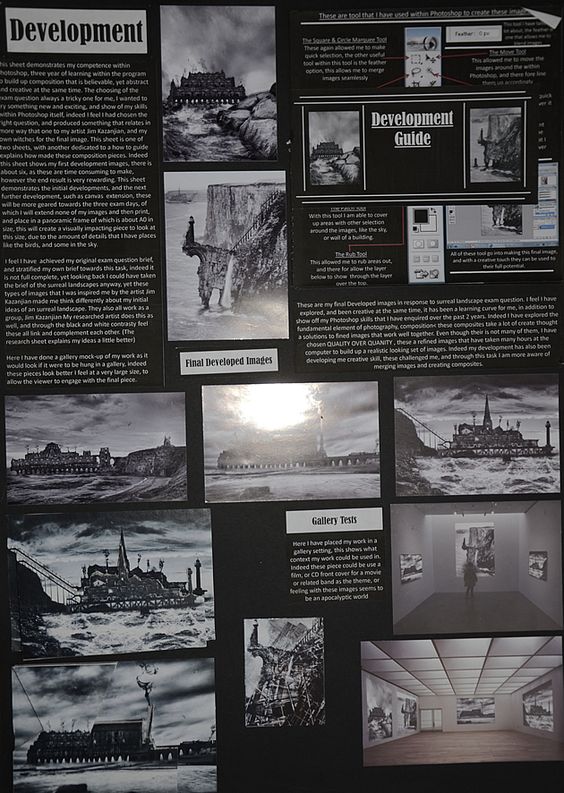 Development
This sheet demonstrates my competence within
Photoshop, three year of learning within the program
to build up composition that is believable, yet abstract
and creative at the same time. The choosing of the
exam question always a tricky one for me, I wanted to
try something new and exciting, and show of my skills
within Photoshop itself, indeed I feel I had chosen the
right question, and produced something that relates in
more way that one to my artist Jim Kazanjian, and my
own witches for the final image. This sheet is one of
two sheets, with another dedicated to a how to guide
explains how made these composition pieces. Indeed
this sheet shows my first development images, there is
about six, as these are time consuming to make,
however the end result is very rewarding. This sheet
demonstrates the initial developments, and the next
further development, such as canvas extension, these
will be more geared towards the three exam days, of
which I will extend none of my images and then print,
and place in a panoramic frame of which is about A0 in
size, this will create a visually impacting piece to look at
this size, due to the amount of details that I have places
like the birds, and some in the sky.
I feel I have achieved my original exam question brief,
and stratified my own brief towards this task, indeed it
is not full complete, yet looking back I could have taken
the brief of the surreal landscapes anyway, yet these
types of images that I was inspired me by the artist Jim
Kazanjian made me think differently about my initial
ideas of an surreal landscape. They also all work as a
group, Jim Kazanjian My researched artist does this as
well, and through the black and white contrasty feel
these all link and complement each other. (The
research sheet explains my ideas a little better)
Here I have done a gallery mock-up of my work as it
would look if it were to be hung in a gallery, indeed
these pieces look better I feel at a very large size, to
allow the viewer to engage with the final piece.
These are tool that I have used within Photoshop to create these
The Square & Circle Marquee Tool
These again allowed me to make
quick selection, the other useful
tool within this tool is the feather
option, this allows me to merge
images seamlessly
Feather: 0 px
The Move Tool
This allowed me to move the
images around within
Photoshop, and there fore line
them up accordingly
Development
Guide
With this tool I am able to cover
up areas with other selection
around the images, like the sky,
or wall of a building.
The Rub Tool
This allowed me to rub areas out,
and there for allow the layer
below to show through the layer
over the top.
All of these tool go into making this final image,
and with a creative touch they can be used to
their full potential.
These are my final Developed images in response to surreal landscape exam question. I feel I have
explored, and been creative at the same time, it has been a learning curve for me, in addition to
show off my Photoshop skills that I have enquired over the past 2 years. Indeed I have explored the
fundamental element of photography, composition= these composites take a lot of create thought
a solutions to fined images that work well together. Even though their is not many of them, I have
chosen QUALITY OVER QUANITY , these a refined images that have taken many hours at the
computer to build up a realistic looking set of images. Indeed my development has also been
developing me creative skill, these challenged me, and through this task I am more aware of
merging images and creating composites.
Final Developed Images
Gallery Tests
Here I have placed my work in a
gallery setting, this shows what
context my work could be used in.
Indeed these piece could be use a
film, or CD front cover for a movie
or related band as the theme, or
feeling with these images seems to
be an apocalyptic world